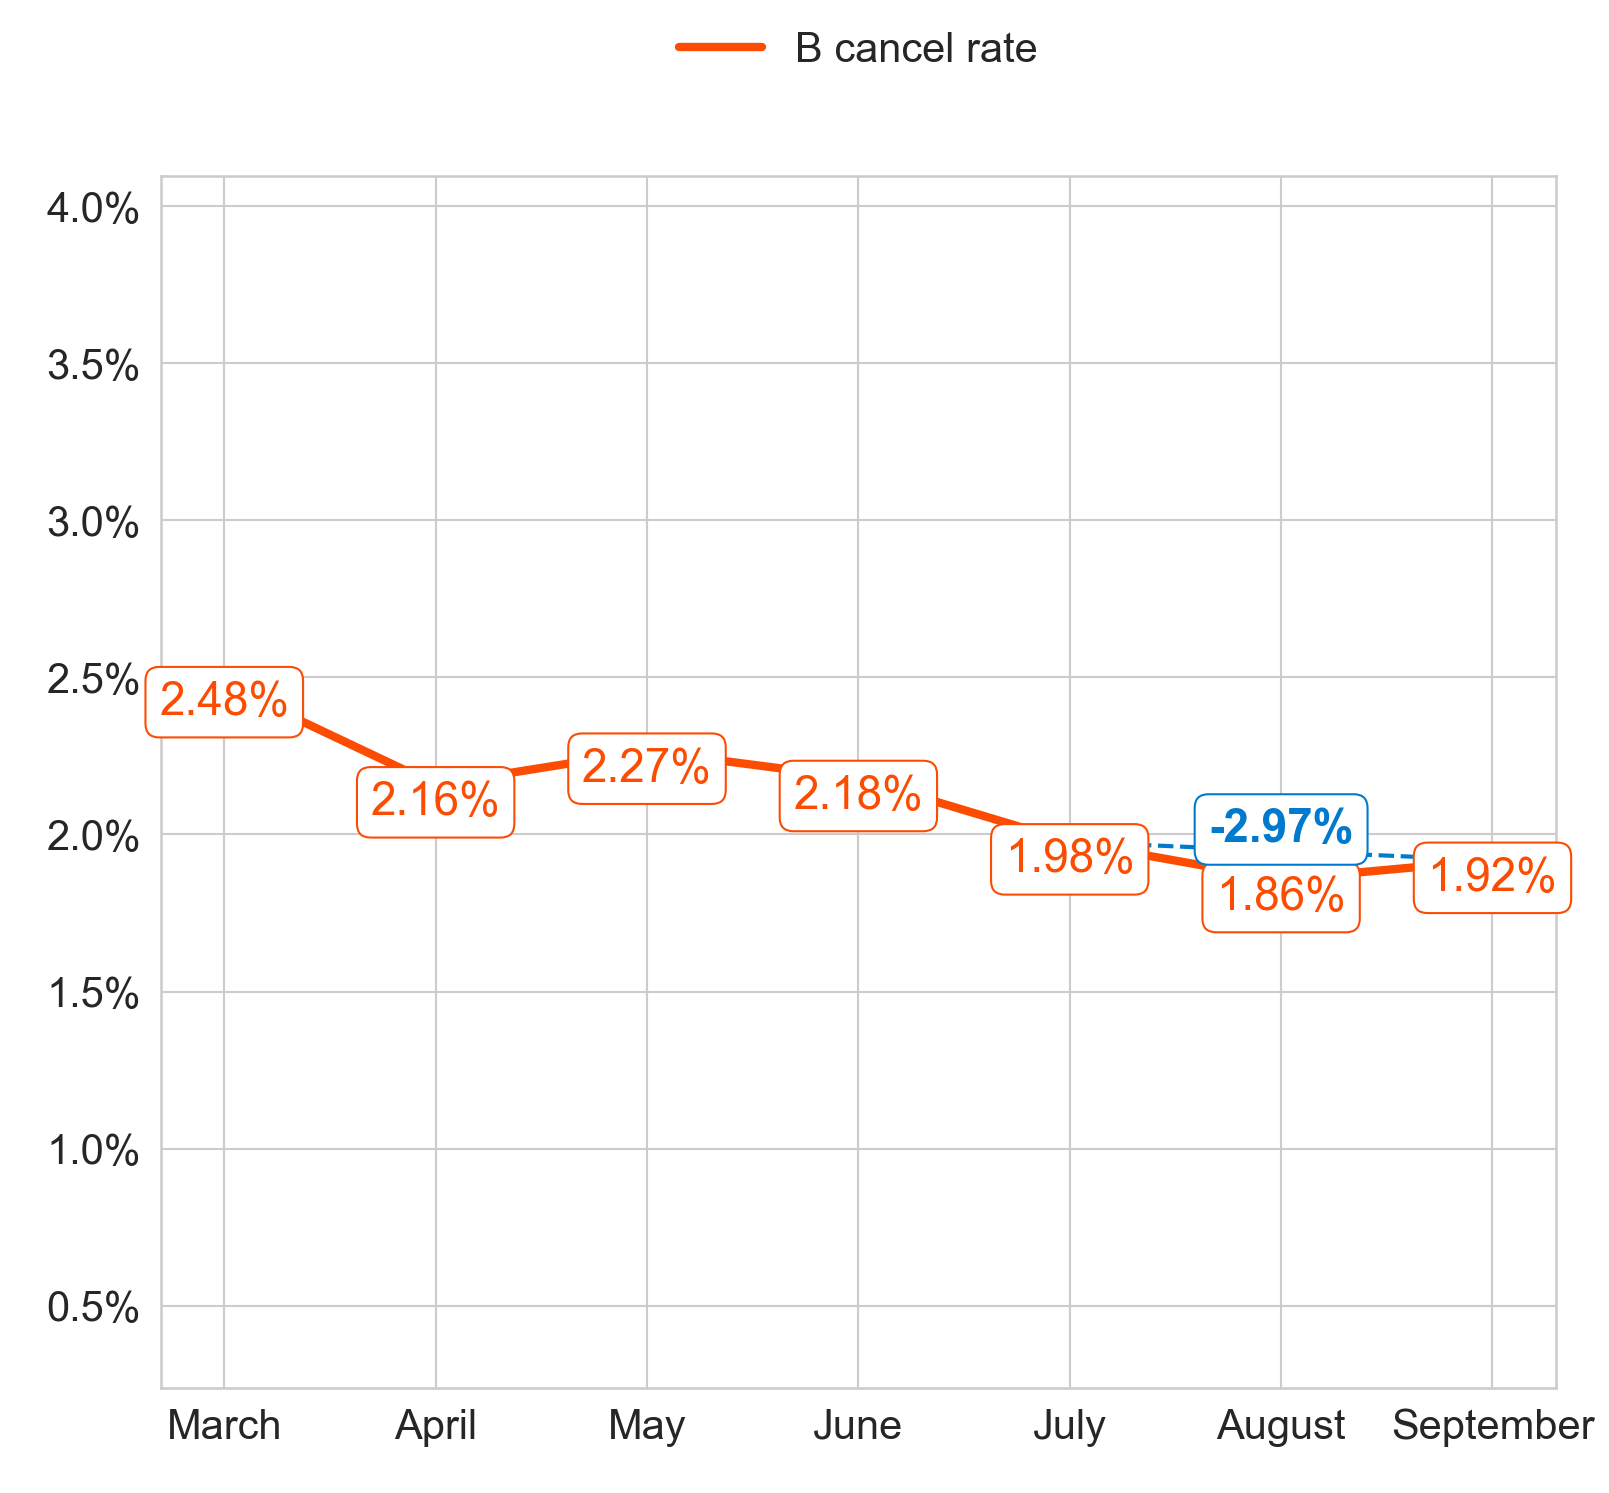 B cancel rate
4.0%
3.5%
3.0%
2.5%
2.0%
1.5%
1.0%
0.5%
2.48%
2.16%
2.27%
2.18%
1.98%
-2.97%
1.86%
1.92%
March
April
May
June
July
August
September